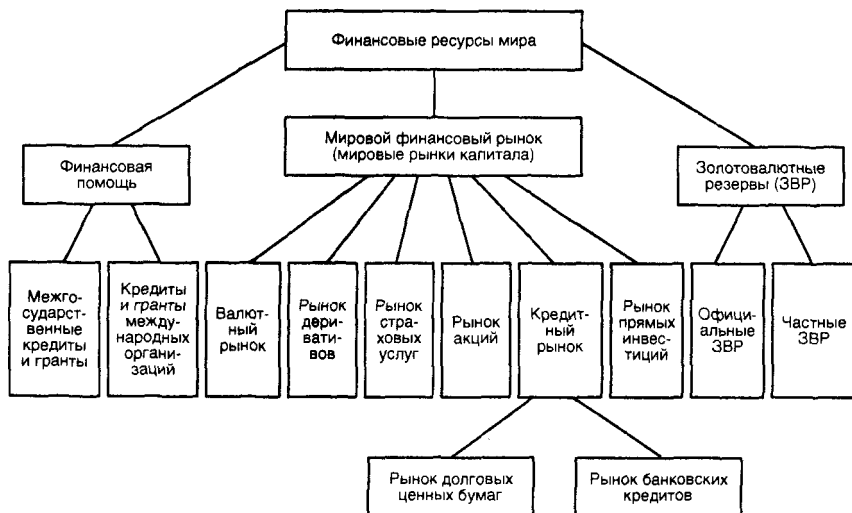 Финансовые ресурсы мира
Мировой финансовый рынок
(мировые рынки капитала)
Финансовая
помощь
Золотовалютные
резервы (ЗВР)
Межго-
сударст-
венные
кредиты
и гранты
Кредиты
и гранты
между-
народных
органи-
заций
Валют-
ный
рынок
Рынок
дери-
вати-
вов
Рынок
стра-
ховых
услуг
Рынок
акций
Кредит-
ный
рынок
Рынок
прямых
инвес-
тиций
Офици-
альные
ЗВР
Частные
ЗВР
Рынок долговых
ценных бумаг
Рынок банковских
кредитов